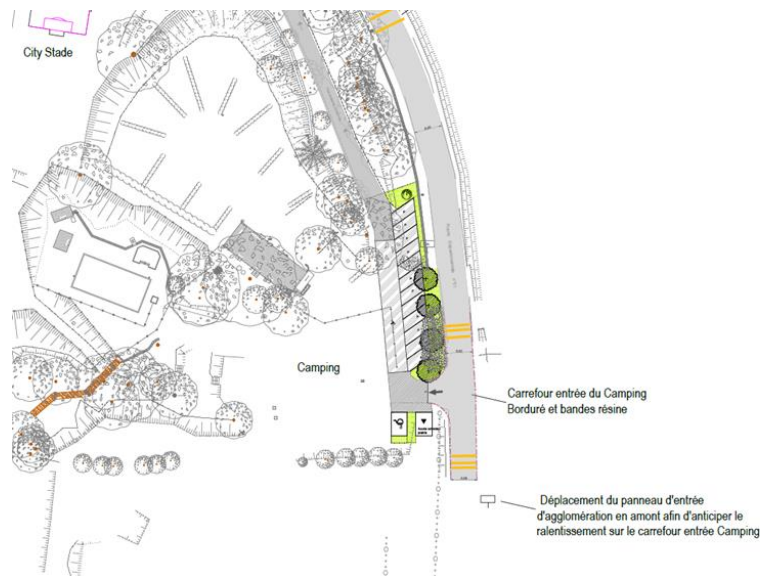 City Stade
Camping
Carrefour entrée du Camping
Borduré et bandes résine
Déplacement du panneau d'entrée
d'agglomération en amont afin d'anticiper le
ralentissement sur le carrefour entrée Camping